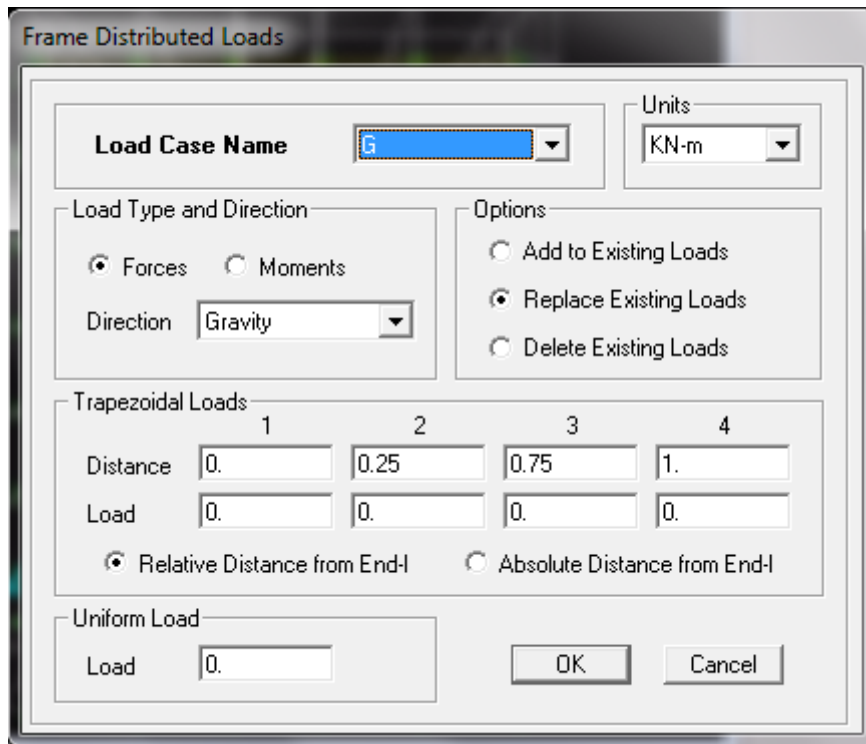 Frame Distributed Loads
Load Case Name G
Units
KN-m
Load Type and Direction
Forces Moments
Direction Gravity
Options
Add to Existing Loads
Replace Existing Loads
Delete Existing Loads
Trapezoidal Loads
1 2 3 4
Distance 0. 0.25 0.75 1.
Load 0. 0. 0. 0.
Relative Distance from End-I Absolute Distance from End-I
Uniform Load
Load 0.
OK Cancel